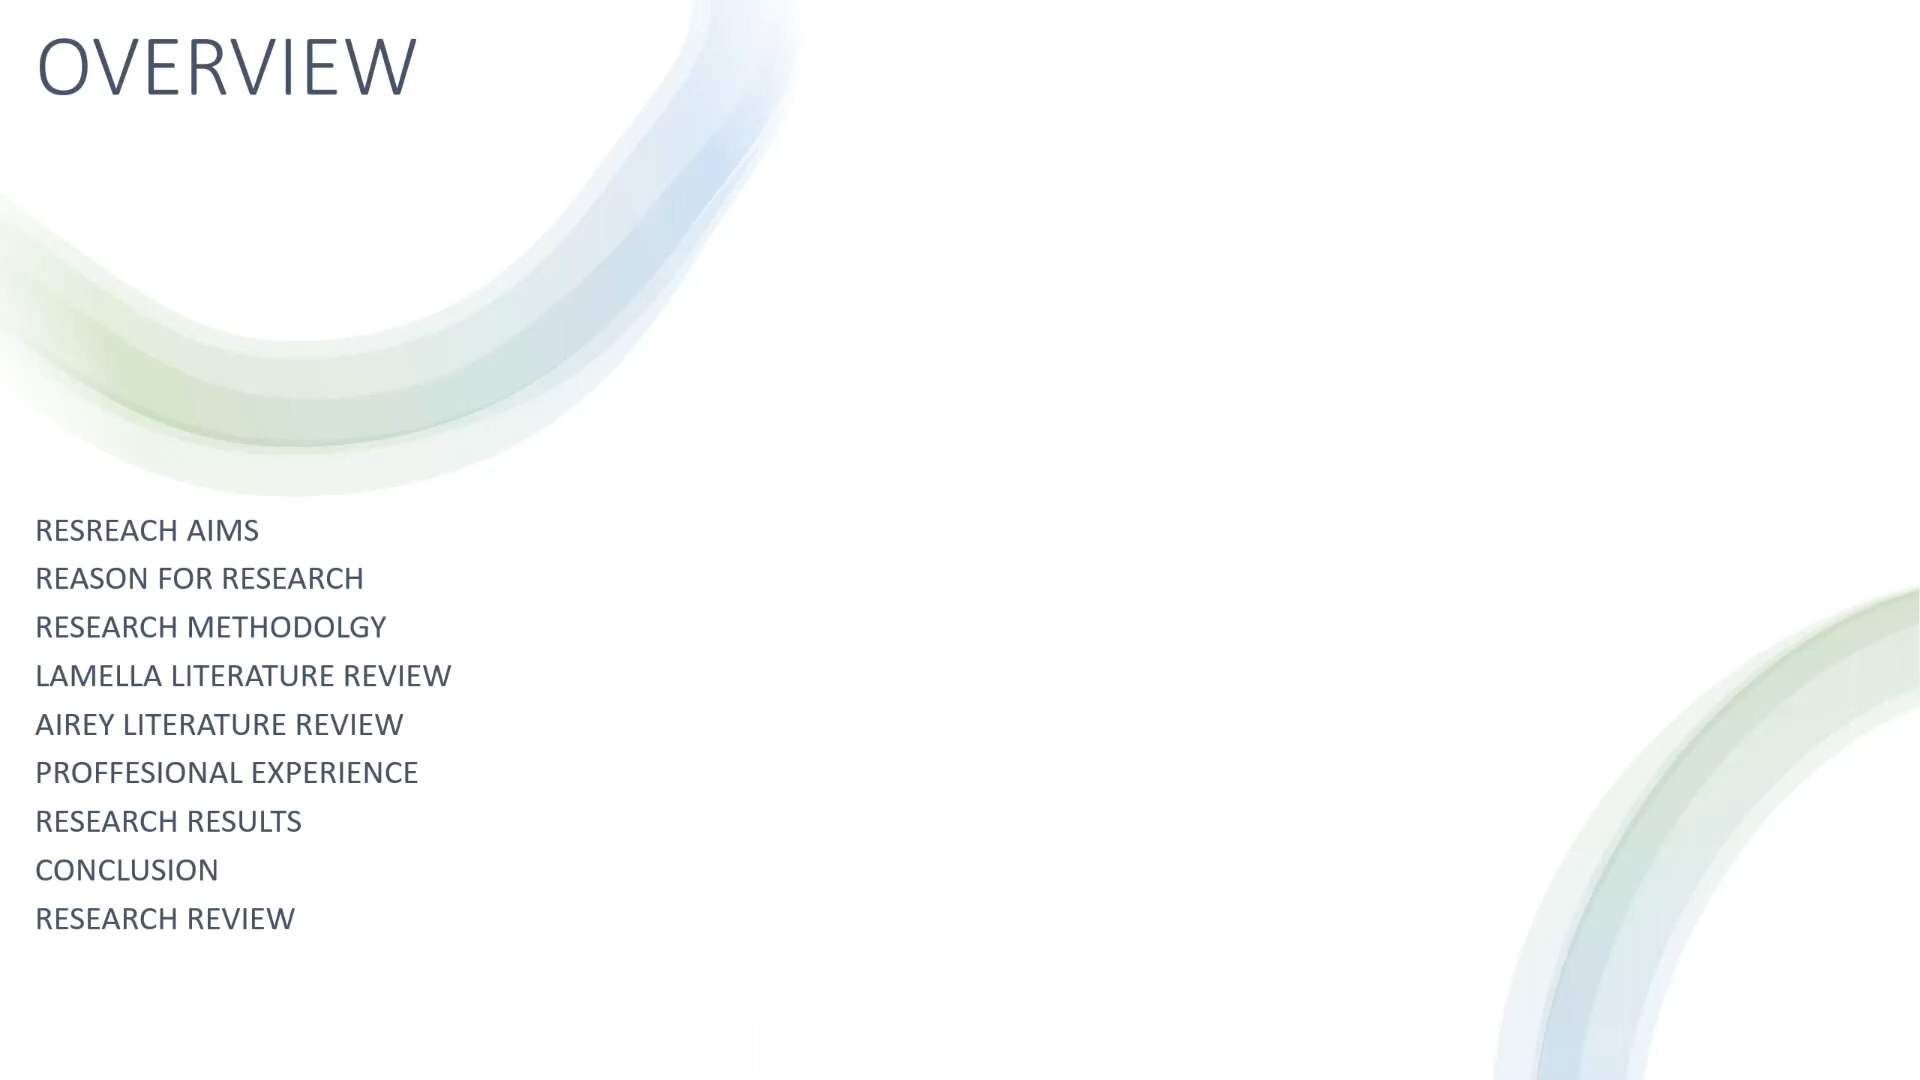 OVERVIEW
RESREACH AIMS
REASON FOR RESEARCH
RESEARCH METHODOLGY
LAMELLA LITERATURE REVIEW
AIREY LITERATURE REVIEW
PROFFESIONAL EXPERIENCE
RESEARCH RESULTS
CONCLUSION
RESEARCH REVIEW